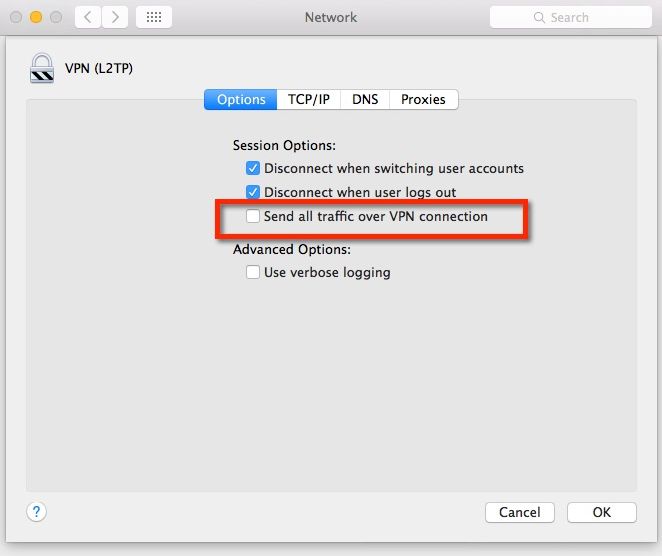 Network
Search
VPN (L2TP)
Options TCP/IP DNS Proxies
Session Options:
Disconnect when switching user accounts
Disconnect when user logs out
Send all traffic over VPN connection
Advanced Options:
Use verbose logging
? Cancel OK